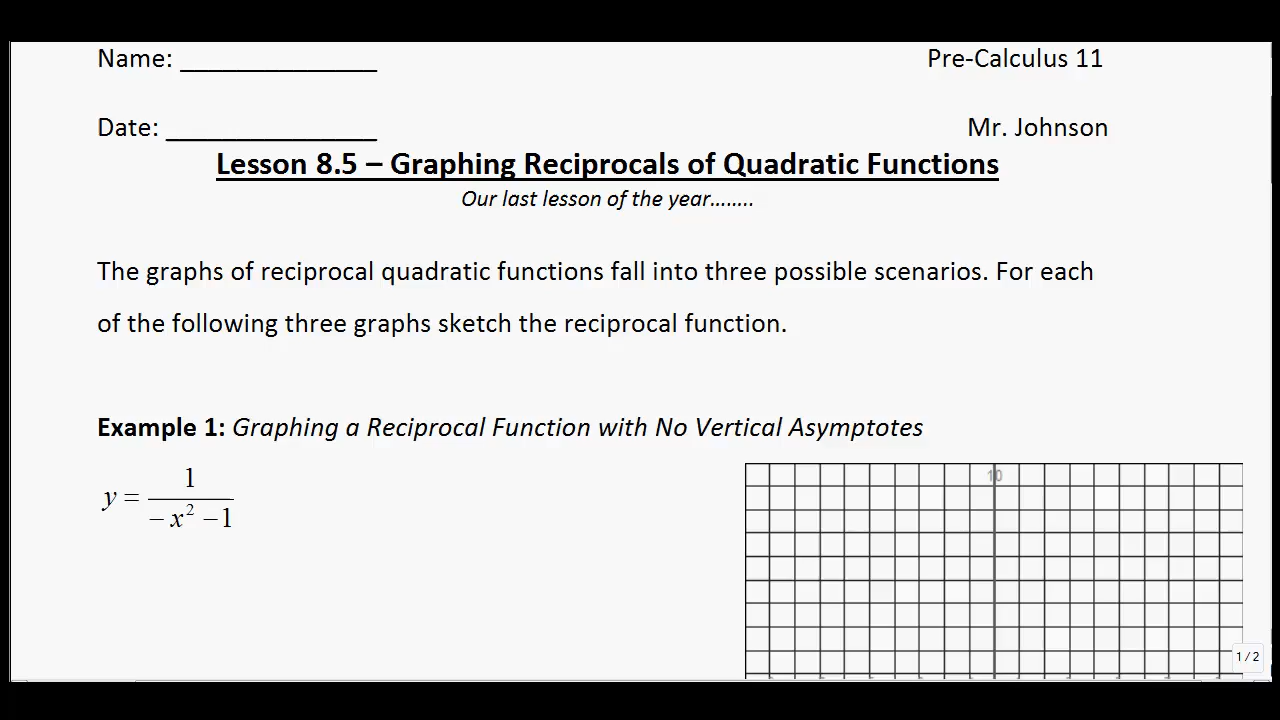 Name: _______________ Pre-Calculus 11
Date: ________________ Mr. Johnson
Lesson 8.5 – Graphing Reciprocals of Quadratic Functions
Our last lesson of the year........
The graphs of reciprocal quadratic functions fall into three possible scenarios. For each
of the following three graphs sketch the reciprocal function.
Example 1: Graphing a Reciprocal Function with No Vertical Asymptotes
y = 1 / (– x² – 1)
10
1 / 2